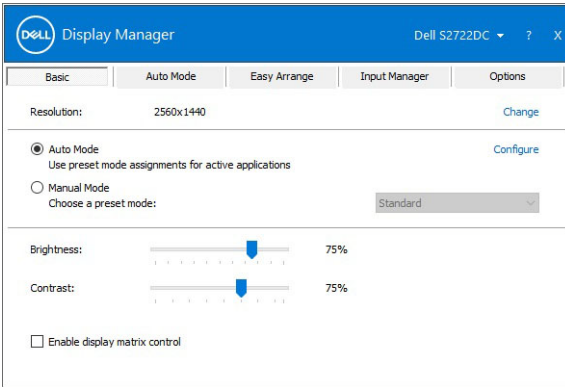 DELL Display Manager Dell S2722DC ? X
Basic Auto Mode Easy Arrange Input Manager Options
Resolution: 2560x1440 Change
Auto Mode Configure
Use preset mode assignments for active applications
Manual Mode
Choose a preset mode: Standard
Brightness: 75%
Contrast: 75%
Enable display matrix control